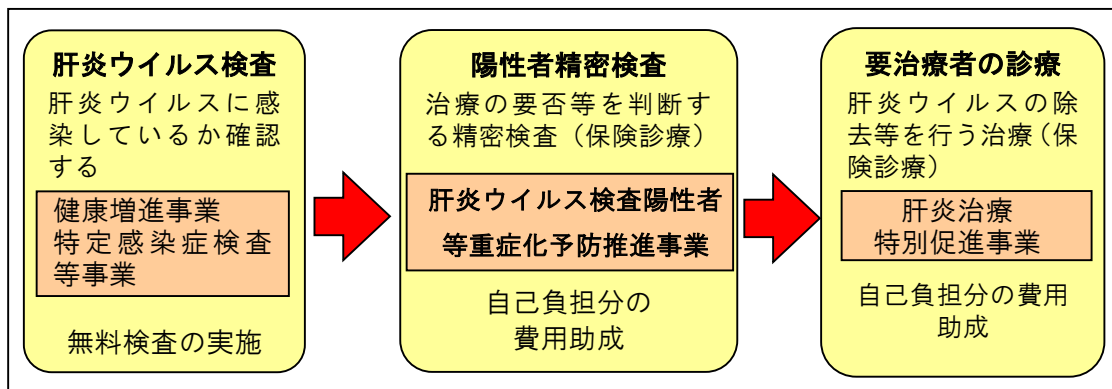 肝炎ウイルス検査
肝炎ウイルスに感
染しているか確認
する
健康増進事業
特定感染症検査
等事業
無料検査の実施
陽性者精密検査
治療の要否等を判断す
る精密検査（保険診療）
肝炎ウイルス検査陽性者
等重症化予防推進事業
自己負担分の
費用助成
要治療者の診療
肝炎ウイルスの除
去等を行う治療（保
険診療）
肝炎治療
特別促進事業
自己負担分の費用
助成